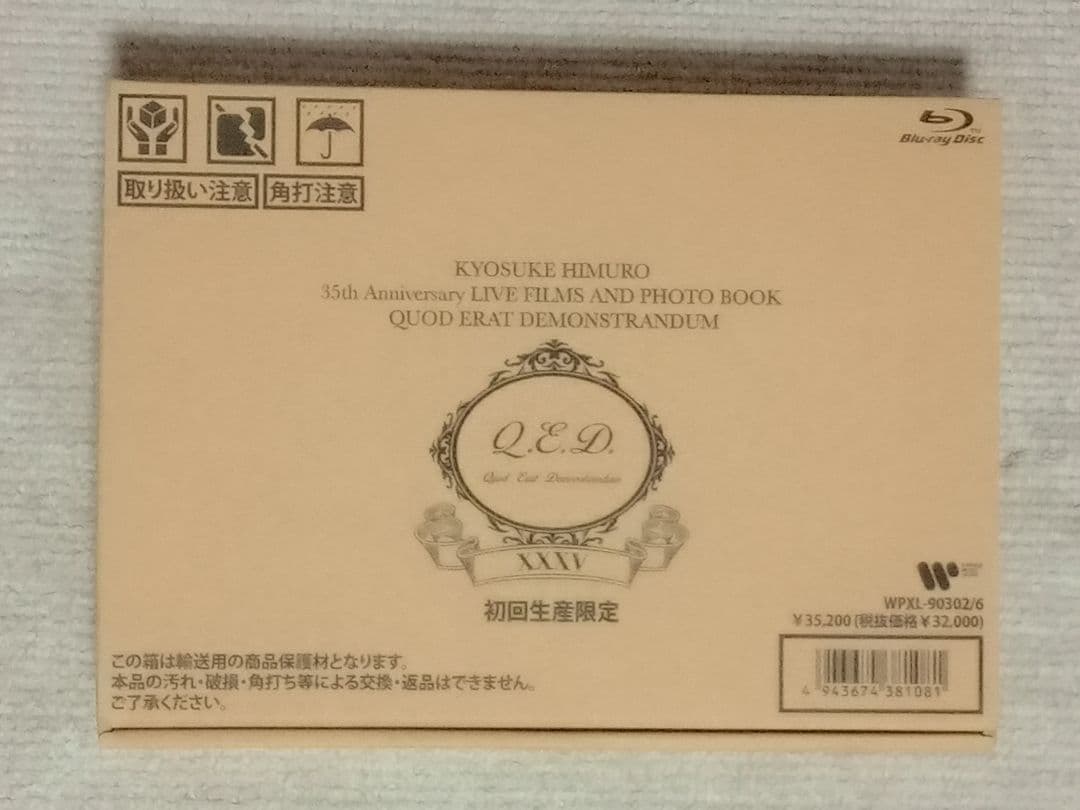 取り扱い注意 角打注意
Blu-ray Disc
TM
KYOSUKE HIMURO
35th Anniversary LIVE FILMS AND PHOTO BOOK
QUOD ERAT DEMONSTRANDUM
Q.E.D.
Quod Erat Demonstrandum
XXXV
初回生産限定
WPXL-90302/6
¥35,200(税抜価格¥32,000)
4 943674 381081
この箱は輸送用の商品保護材となります。
本品の汚れ・破損・角打ち等による交換・返品はできません。
ご了承ください。